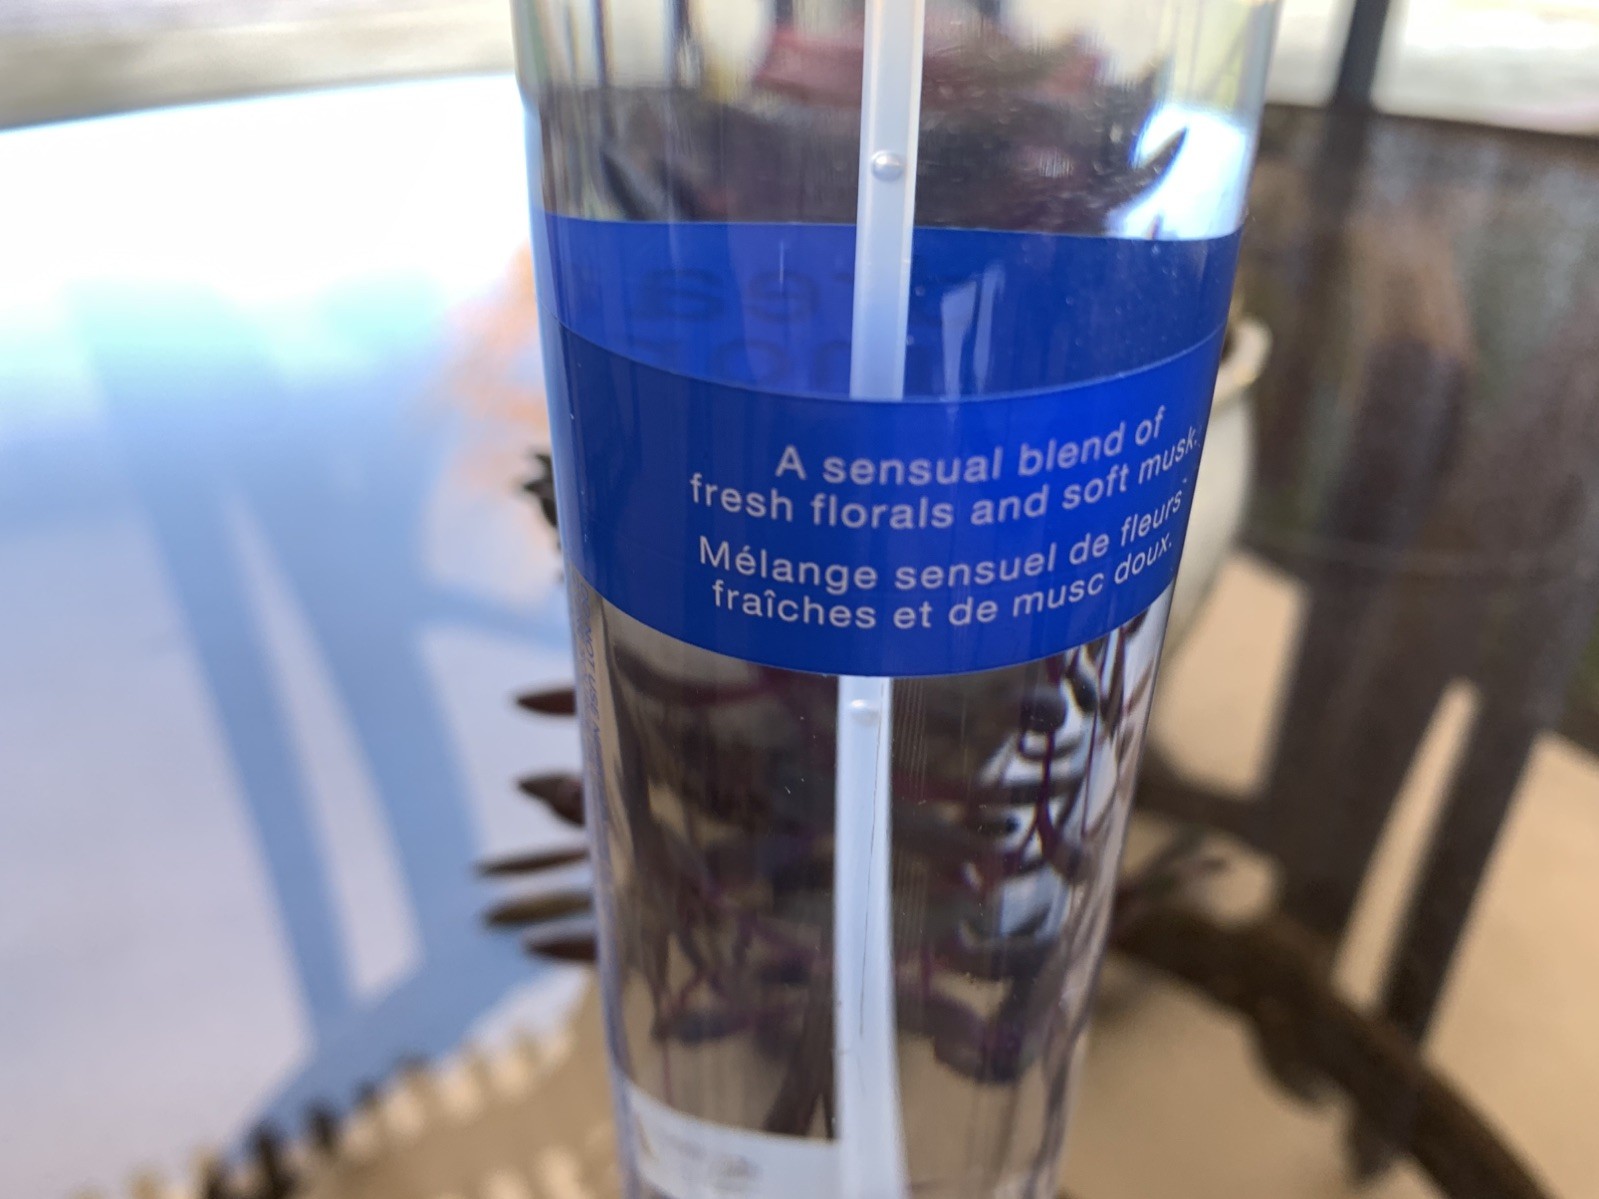 A sensual blend of
fresh florals and soft musk.
Mélange sensuel de fleurs
fraîches et de musc doux.